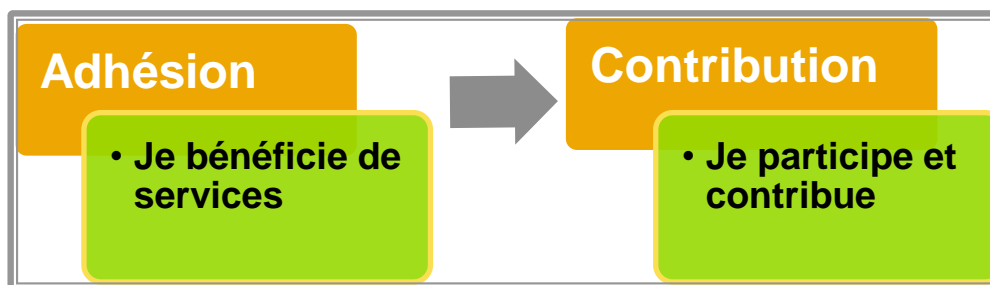 Adhésion
• Je bénéficie de
services
Contribution
• Je participe et
contribue